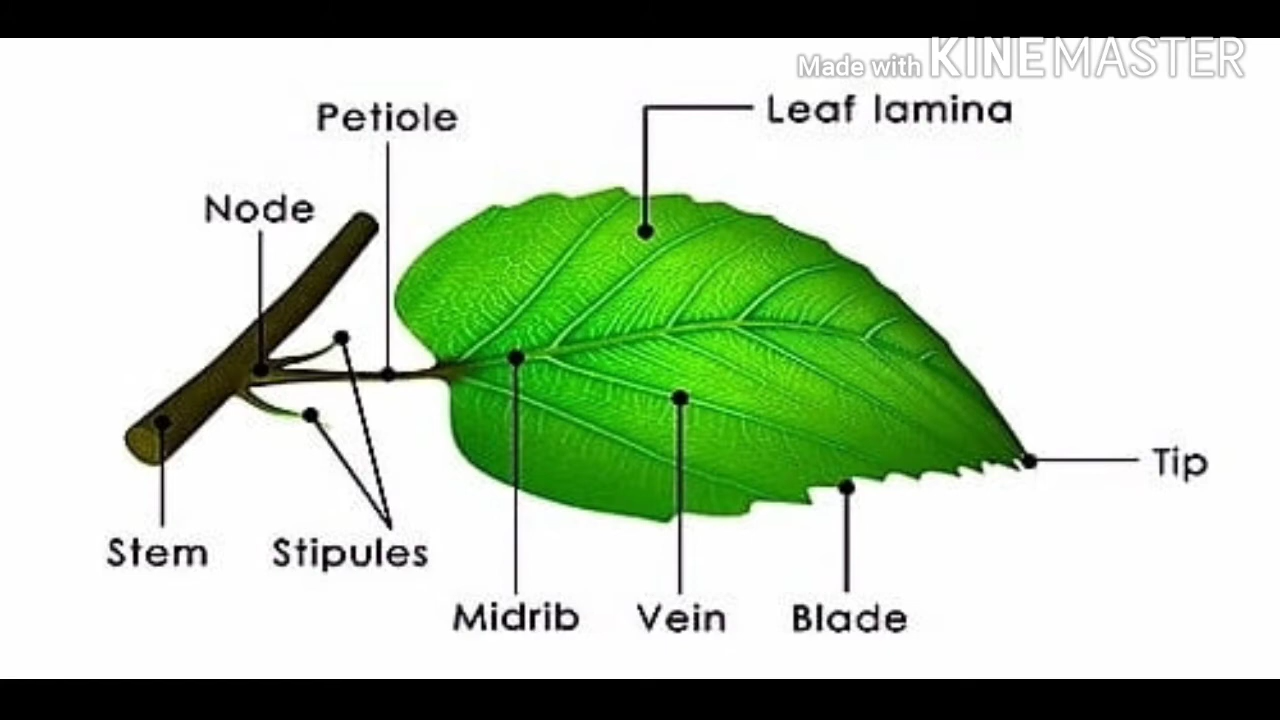 Made with KINEMASTER
Petiole
Leaf lamina
Node
Tip
Stem
Stipules
Midrib
Vein
Blade